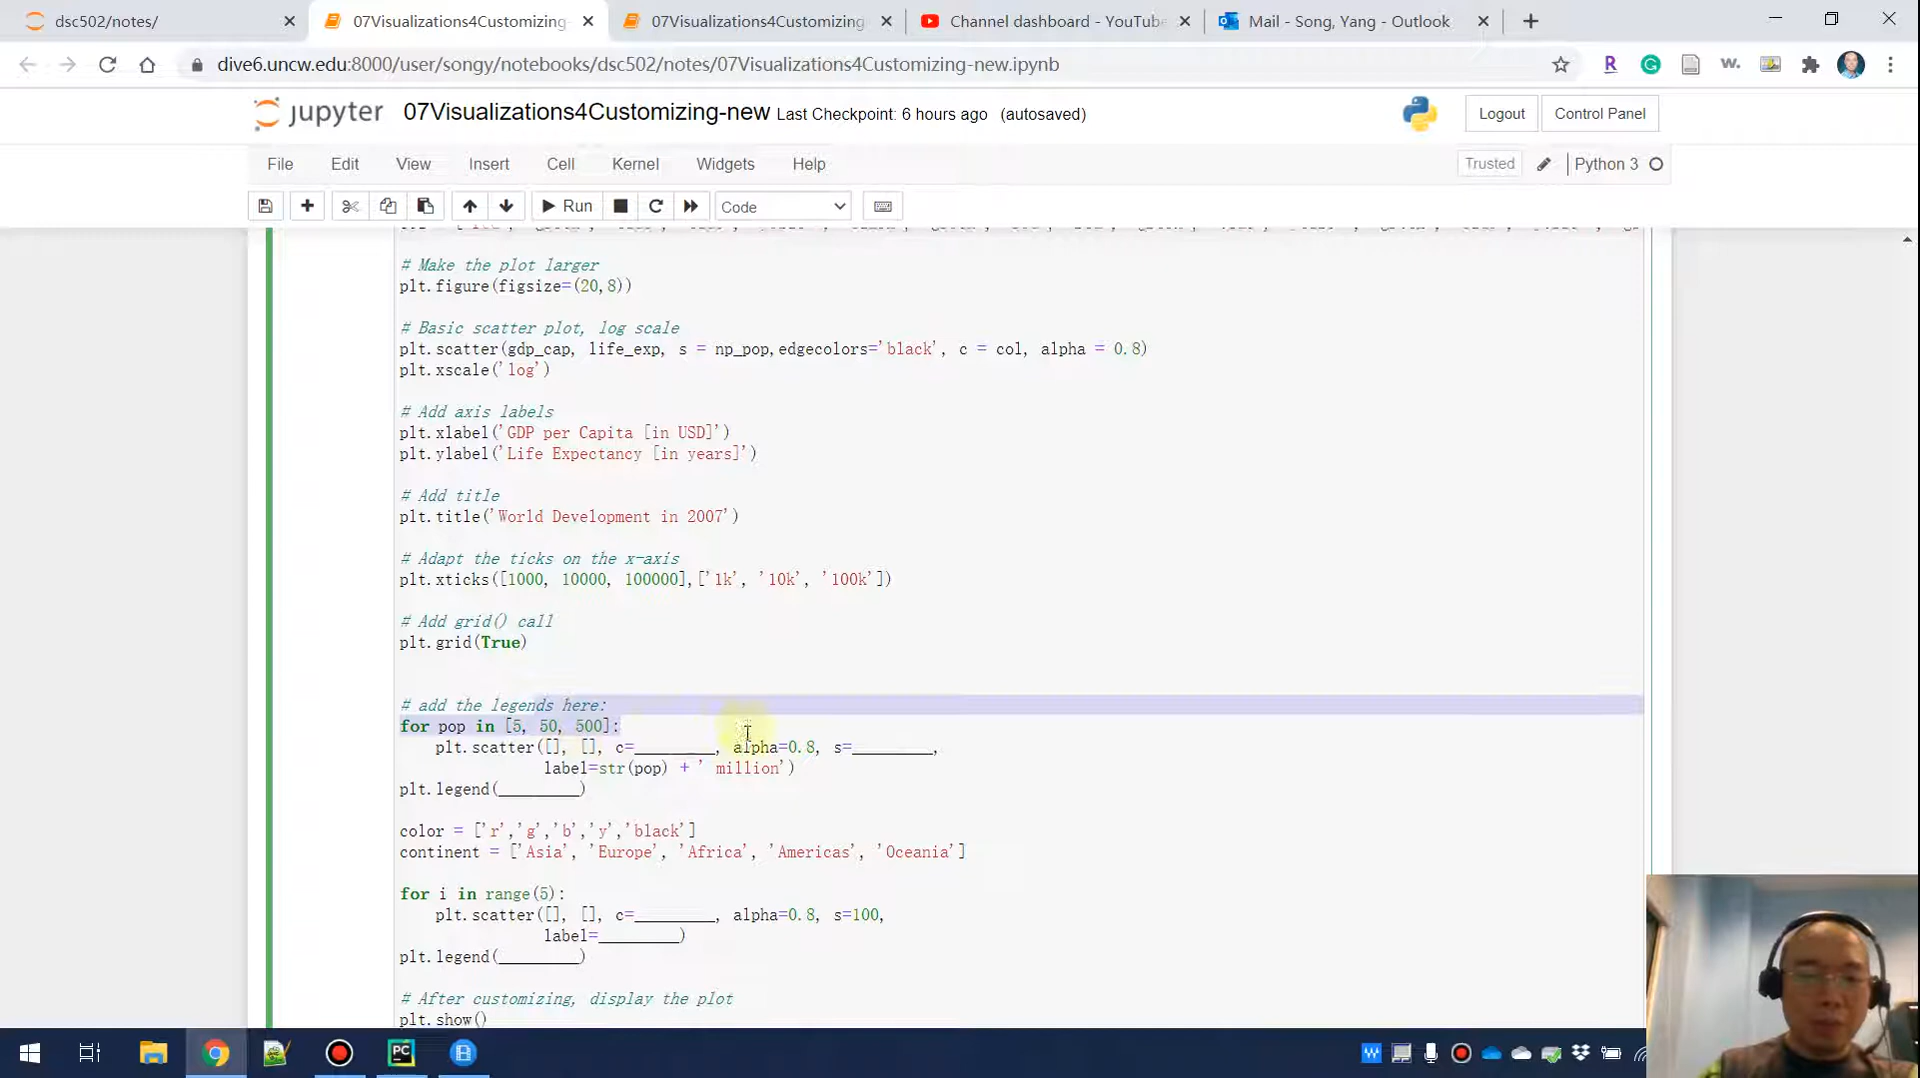 dsc502/notes/
07Visualizations4Customizing-
07Visualizations4Customizing
Channel dashboard - YouTube
Mail - Song, Yang - Outlook
dive6.uncw.edu:8000/user/songy/notebooks/dsc502/notes/07Visualizations4Customizing-new.ipynb
jupyter 07Visualizations4Customizing-new Last Checkpoint: 6 hours ago (autosaved)
Logout
Control Panel
File Edit View Insert Cell Kernel Widgets Help
Trusted
Python 3
Run
Code
# Make the plot larger
plt.figure(figsize=(20,8))
# Basic scatter plot, log scale
plt.scatter(gdp_cap, life_exp, s = np_pop,edgecolors='black', c = col, alpha = 0.8)
plt.xscale('log')
# Add axis labels
plt.xlabel('GDP per Capita [in USD]')
plt.ylabel('Life Expectancy [in years]')
# Add title
plt.title('World Development in 2007')
# Adapt the ticks on the x-axis
plt.xticks([1000, 10000, 100000],['1k', '10k', '100k'])
# Add grid() call
plt.grid(True)
# add the legends here:
for pop in [5, 50, 500]:
plt.scatter([], [], c=_________, alpha=0.8, s=_________,
label=str(pop) + ' million')
plt.legend(_________)
color = ['r','g','b','y','black']
continent = ['Asia', 'Europe', 'Africa', 'Americas', 'Oceania']
for i in range(5):
plt.scatter([], [], c=_________, alpha=0.8, s=100,
label=_________)
plt.legend(_________)
# After customizing, display the plot
plt.show()